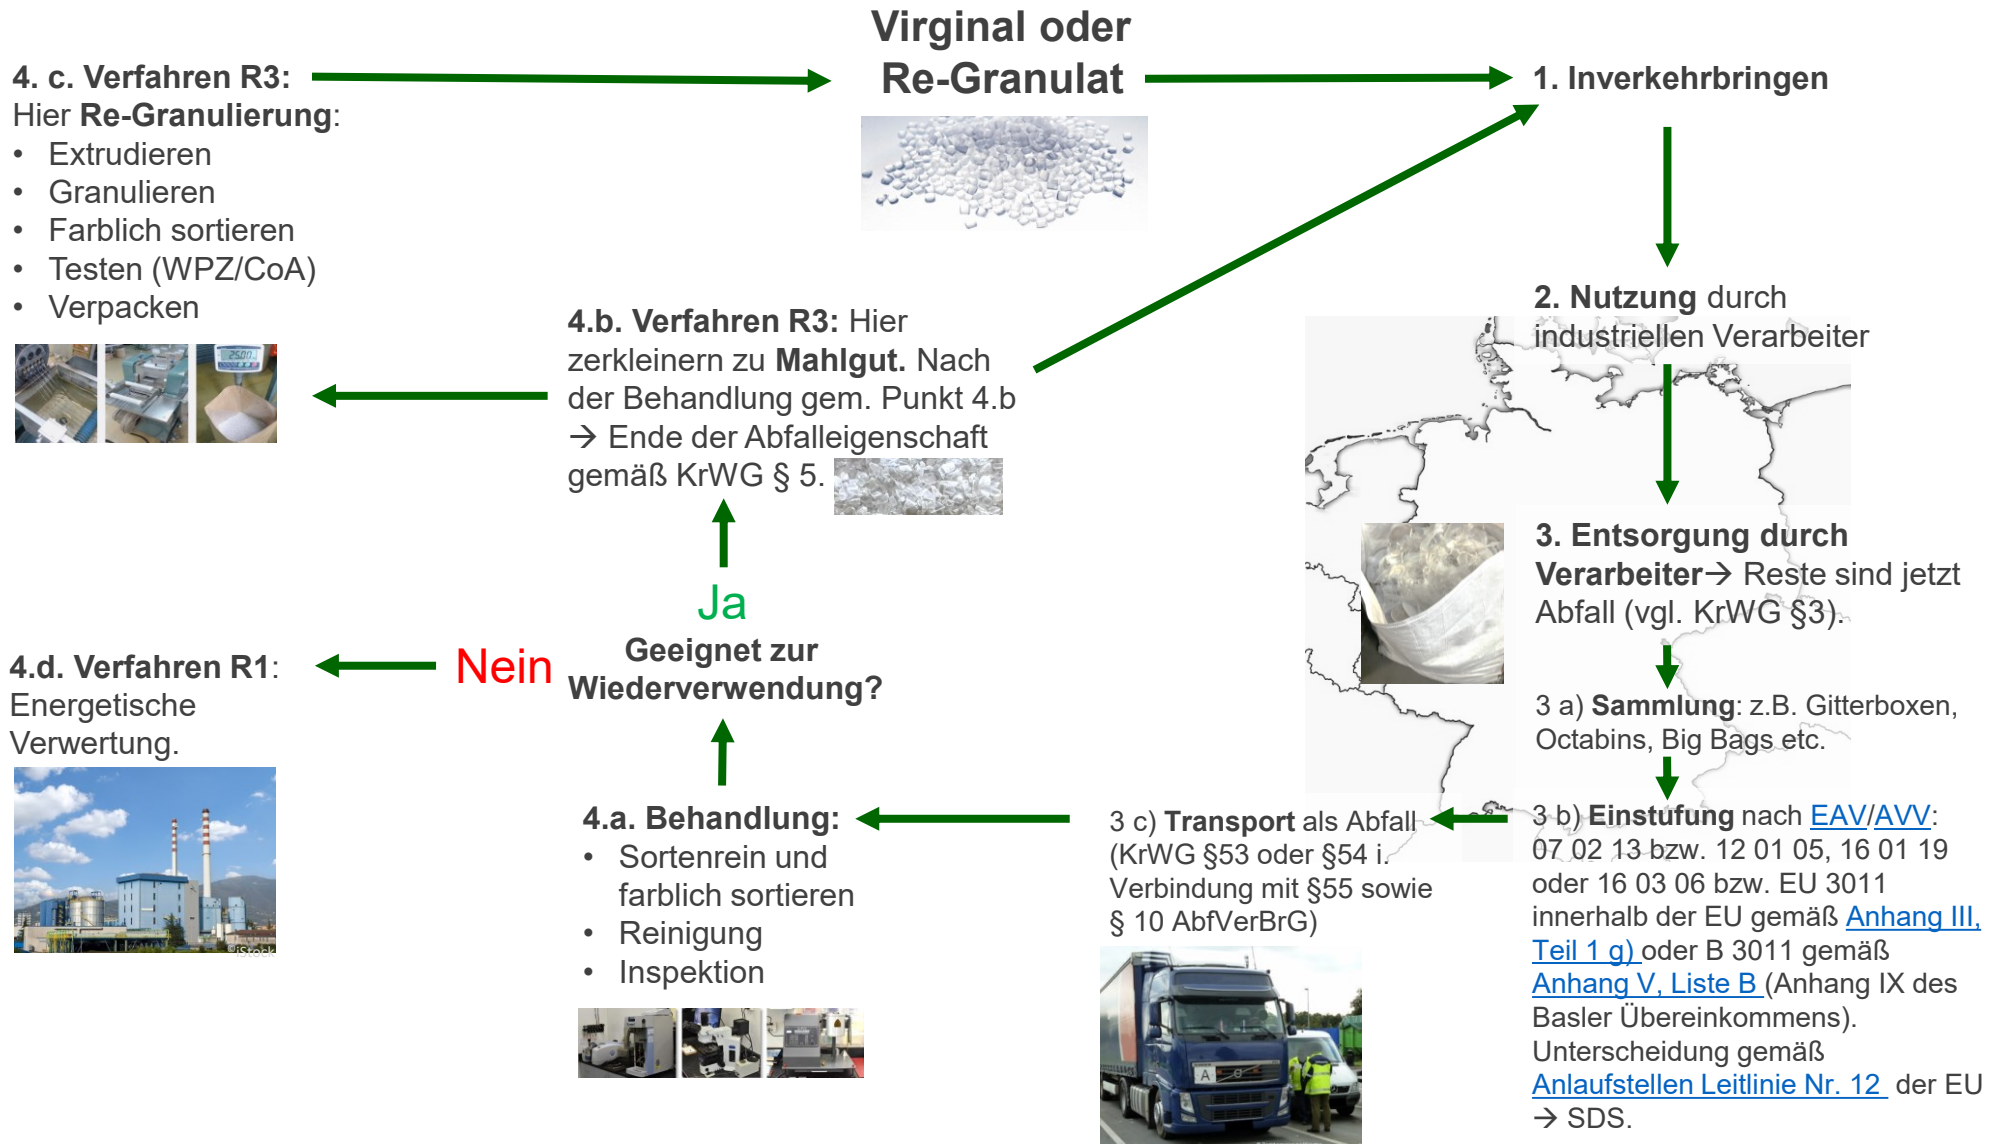 Virginal oder
Re-Granulat
1. Inverkehrbringen
2. Nutzung durch
industriellen Verarbeiter
3. Entsorgung durch
Verarbeiter→ Reste sind jetzt
Abfall (vgl. KrWG §3).
3 a) Sammlung: z.B. Gitterboxen,
Octabins, Big Bags etc.
3 b) Einstufung nach EAV/AVV:
07 02 13 bzw. 12 01 05, 16 01 19
oder 16 03 06 bzw. EU 3011
innerhalb der EU gemäß Anhang III,
Teil 1 g) oder B 3011 gemäß
Anhang V, Liste B (Anhang IX des
Basler Übereinkommens).
Unterscheidung gemäß
Anlaufstellen Leitlinie Nr. 12 der EU
→ SDS.
3 c) Transport als Abfall
(KrWG §53 oder §54 i.
Verbindung mit §55 sowie
§ 10 AbfVerBrG)
A
4.a. Behandlung:
• Sortenrein und
farblich sortieren
• Reinigung
• Inspektion
Geeignet zur
Wiederverwendung?
Ja
Nein
4.b. Verfahren R3: Hier
zerkleinern zu Mahlgut. Nach
der Behandlung gem. Punkt 4.b
→ Ende der Abfalleigenschaft
gemäß KrWG § 5.
4. c. Verfahren R3:
Hier Re-Granulierung:
• Extrudieren
• Granulieren
• Farblich sortieren
• Testen (WPZ/CoA)
• Verpacken
2500
4.d. Verfahren R1:
Energetische
Verwertung.
©iStock